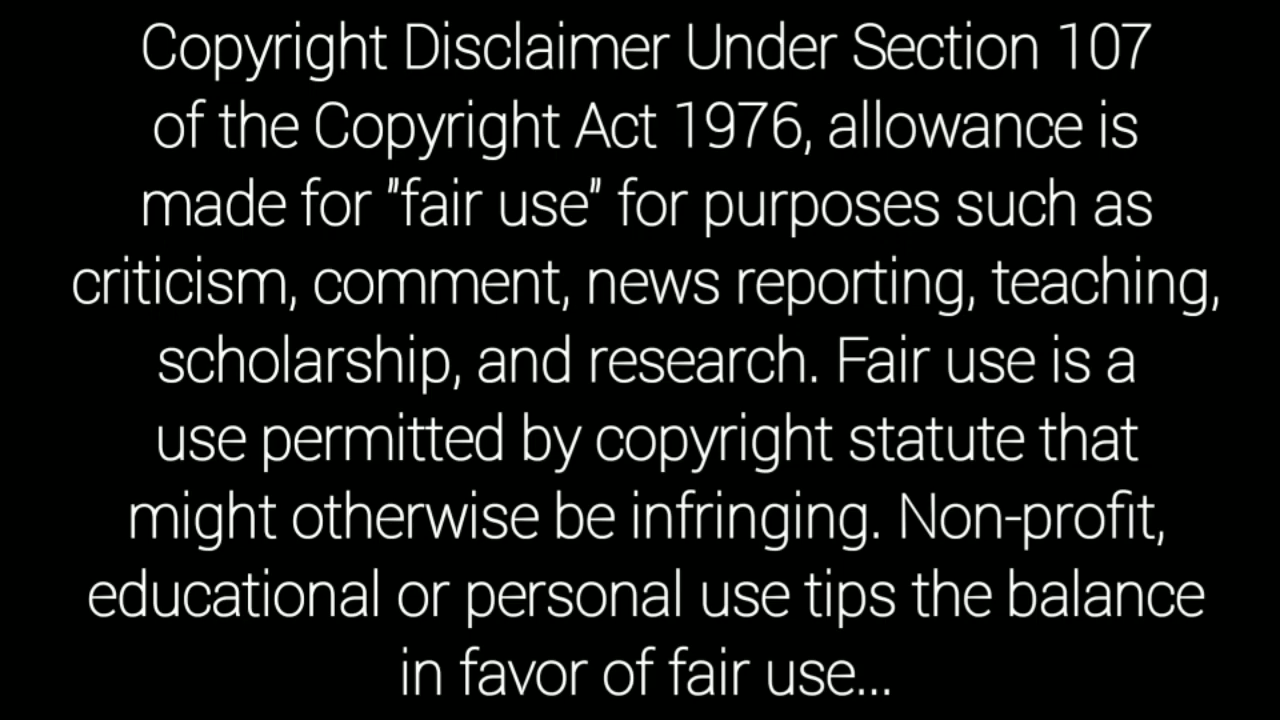 Copyright Disclaimer Under Section 107
of the Copyright Act 1976, allowance is
made for "fair use" for purposes such as
criticism, comment, news reporting, teaching,
scholarship, and research. Fair use is a
use permitted by copyright statute that
might otherwise be infringing. Non-profit,
educational or personal use tips the balance
in favor of fair use...